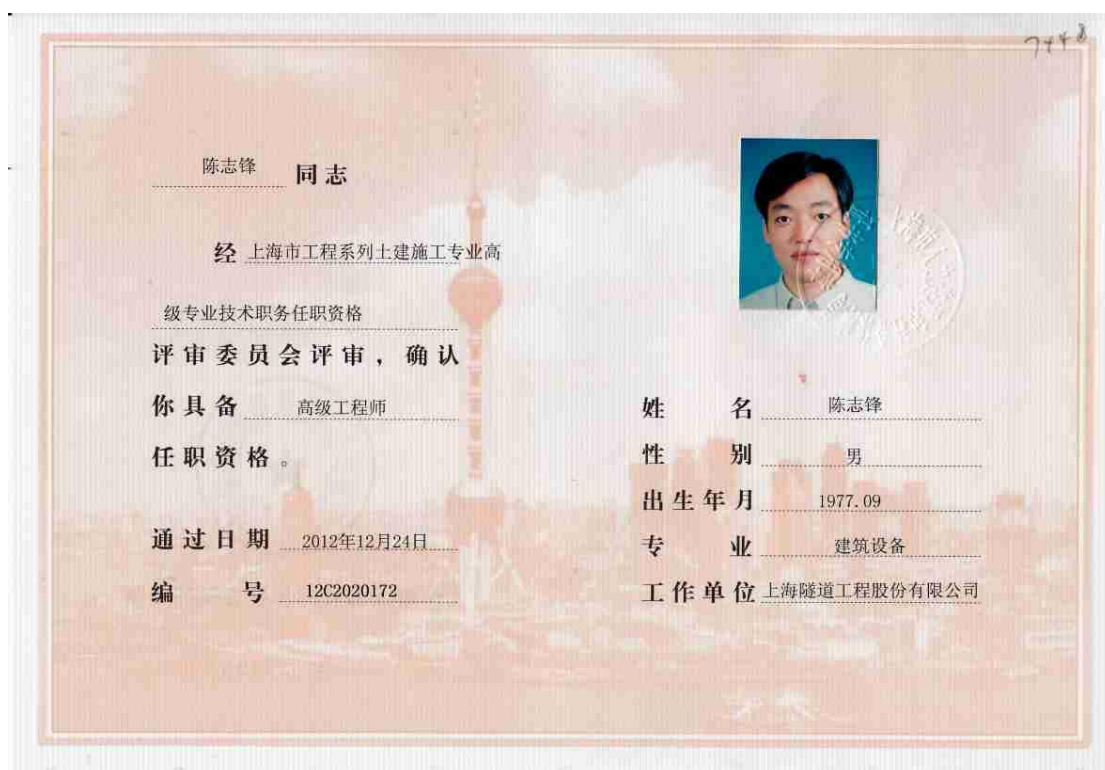 7448
陈志锋 同志
经 上海市工程系列土建施工专业高
级专业技术职务任职资格
评审委员会评审，确认
你具备 高级工程师
任职资格。
通过日期 2012年12月24日
编 号 12C2020172
姓 名 陈志锋
性 别 男
出生年月 1977.09
专 业 建筑设备
工作单位 上海隧道工程股份有限公司